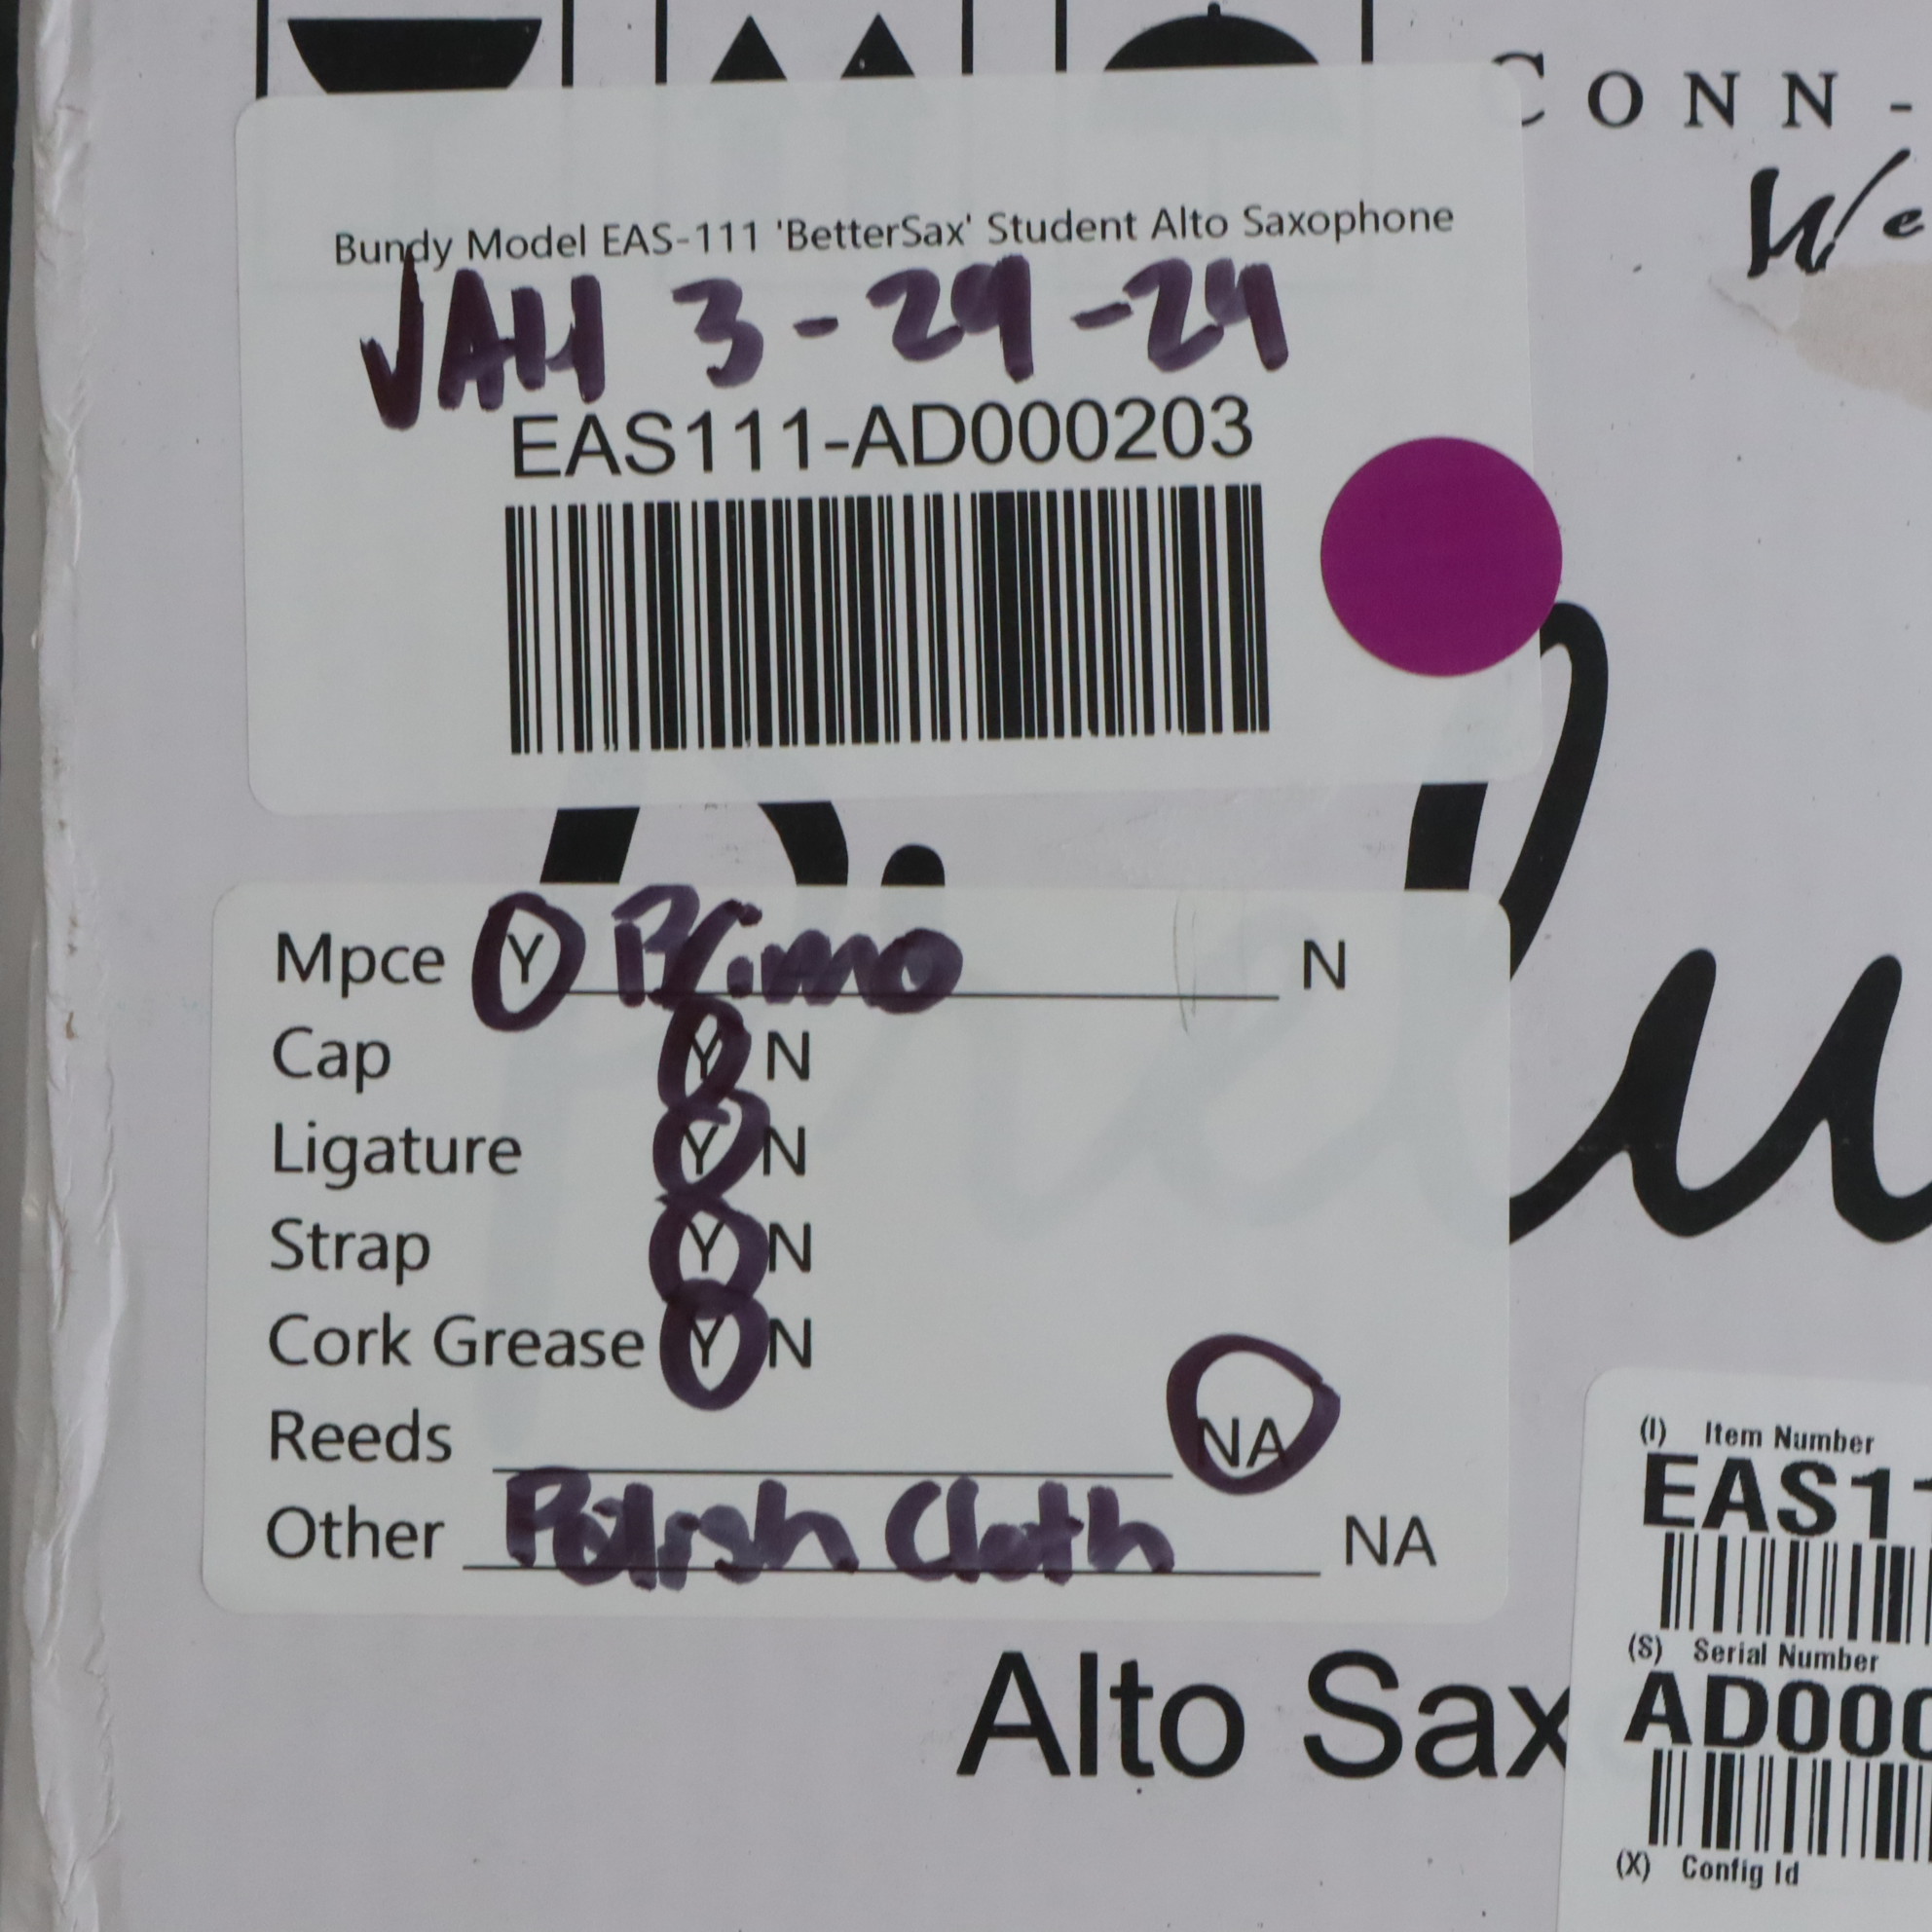 CONN-
We
Bundy Model EAS-111 'BetterSax' Student Alto Saxophone
JAH 3-29-24
EAS111-AD000203
Mpce Y Primo N
Cap Y N
Ligature Y N
Strap Y N
Cork Grease Y N
Reeds NA
Other Polish Cloth NA
Alto Sax
(I) Item Number
EAS11
(S) Serial Number
AD000
(X) Config Id